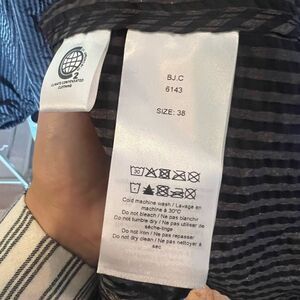 2
CLIMATE COMPENSATED
CLOTHING
BJ.C
6143
SIZE: 38
30
Cold machine wash / Lavage en
machine à 30°C
Do not bleach / Ne pas blanchir
Do not tumble dry / Ne pas utiliser de
sèche-linge
Do not iron / Ne pas repasser
Do not dry clean / Ne pas nettoyer à
sec